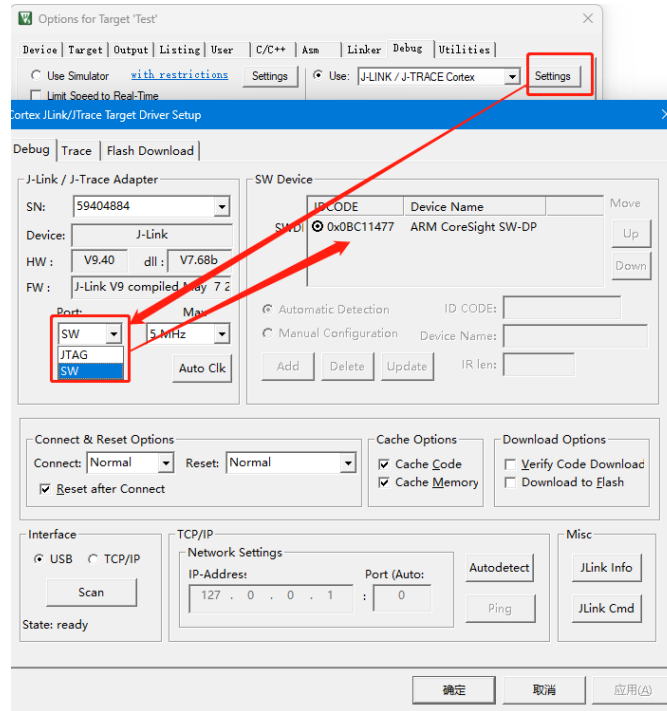 Options for Target 'Test'
Device Target Output Listing User C/C++ Asm Linker Debug Utilities
Use Simulator with restrictions Settings Use: J-LINK / J-TRACE Cortex Settings
Limit Speed to Real-Time
Cortex JLink/JTrace Target Driver Setup
Debug Trace Flash Download
J-Link / J-Trace Adapter
SN: 59404884
Device: J-Link
HW : V9.40 dll : V7.68b
FW : J-Link V9 compiled May 7 2
Port: Max
SW 5 MHz
JTAG
SW
Auto Clk
SW Device
IDCODE Device Name Move
SWDI 0x0BC11477 ARM CoreSight SW-DP Up
Down
Automatic Detection ID CODE:
Manual Configuration Device Name:
Add Delete Update IR len:
Connect & Reset Options
Connect: Normal Reset: Normal
Reset after Connect
Cache Options
Cache Code
Cache Memory
Download Options
Verify Code Download
Download to Flash
Interface
USB TCP/IP
Scan
State: ready
TCP/IP
Network Settings
IP-Address: Port (Auto:
127 . 0 . 0 . 1 : 0
Autodetect
Ping
Misc
JLink Info
JLink Cmd
确定 取消 应用(A)